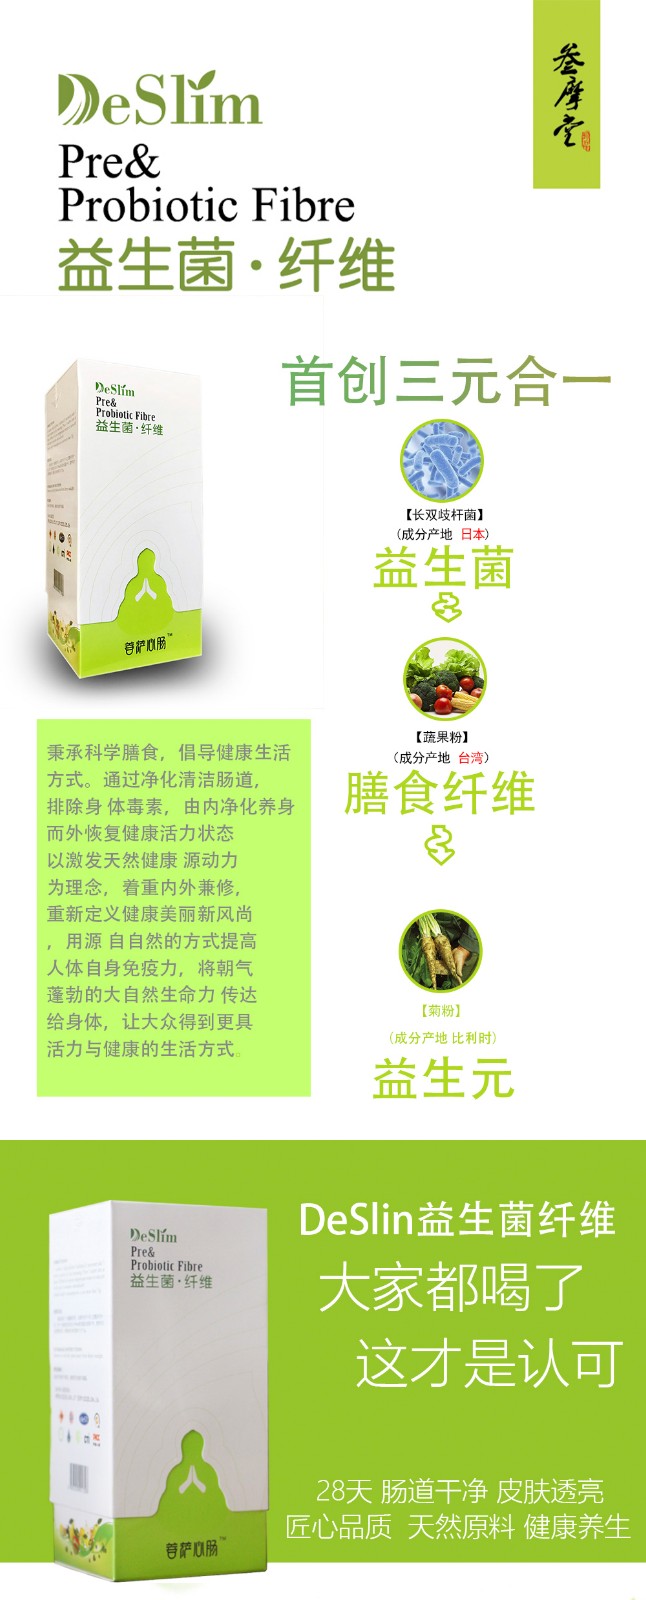 DeSlim
叁摩堂
Pre&
Probiotic Fibre
益生菌·纤维
首创三元合一
DeSlim
Pre&
Probiotic Fibre
益生菌·纤维
菩萨心肠™
【长双歧杆菌】
(成分产地 日本)
益生菌
【蔬果粉】
(成分产地 台湾)
膳食纤维
【菊粉】
(成分产地 比利时)
益生元
秉承科学膳食，倡导健康生活
方式。通过净化清洁肠道，
排除身 体毒素，由内净化养身
而外恢复健康活力状态
以激发天然健康 源动力
为理念，着重内外兼修，
重新定义健康美丽新风尚
，用源 自自然的方式提高
人体自身免疫力，将朝气
蓬勃的大自然生命力 传达
给身体，让大众得到更具
活力与健康的生活方式。
DeSlin益生菌纤维
大家都喝了
这才是认可
DeSlim
Pre&
Probiotic Fibre
益生菌·纤维
菩萨心肠™
28天 肠道干净 皮肤透亮
匠心品质 天然原料 健康养生